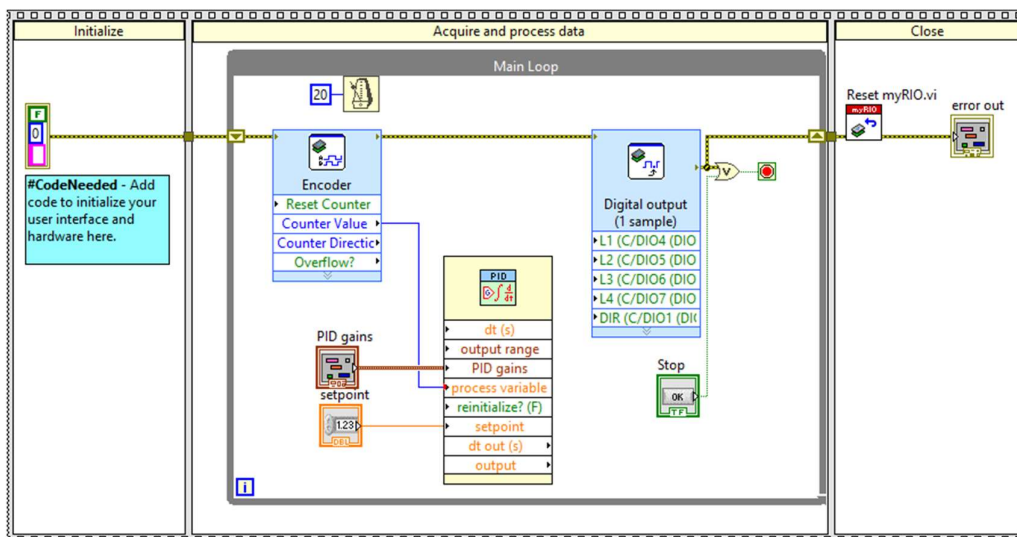 Initialize
Acquire and process data
Close
Main Loop
20
Reset myRIO.vi
myRIO
error out
F
0
Encoder
Reset Counter
Counter Value
Counter Directic
Overflow?
#CodeNeeded - Add
code to initialize your
user interface and
hardware here.
Digital output
(1 sample)
L1 (C/DIO4 (DIO
L2 (C/DIO5 (DIO
L3 (C/DIO6 (DIO
L4 (C/DIO7 (DIO
DIR (C/DIO1 (DI(
V
PID
dt (s)
output range
PID gains
process variable
reinitialize? (F)
setpoint
dt out (s)
output
PID gains
setpoint
1.23
DBL
Stop
OK
TF
i